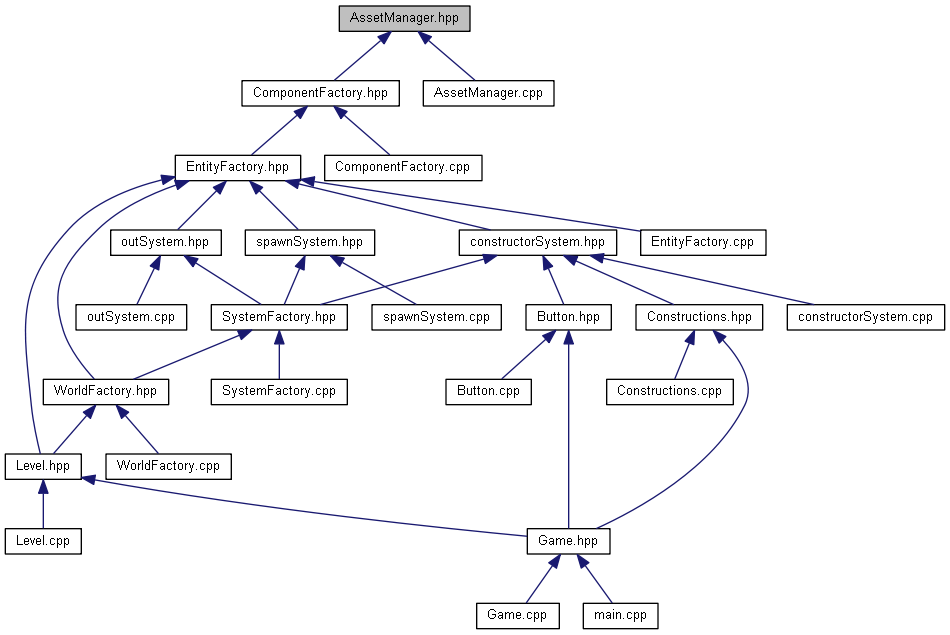 AssetManager.hpp
ComponentFactory.hpp
AssetManager.cpp
EntityFactory.hpp
ComponentFactory.cpp
outSystem.hpp
spawnSystem.hpp
constructorSystem.hpp
EntityFactory.cpp
outSystem.cpp
SystemFactory.hpp
spawnSystem.cpp
Button.hpp
Constructions.hpp
constructorSystem.cpp
WorldFactory.hpp
SystemFactory.cpp
Button.cpp
Constructions.cpp
Level.hpp
WorldFactory.cpp
Level.cpp
Game.hpp
Game.cpp
main.cpp